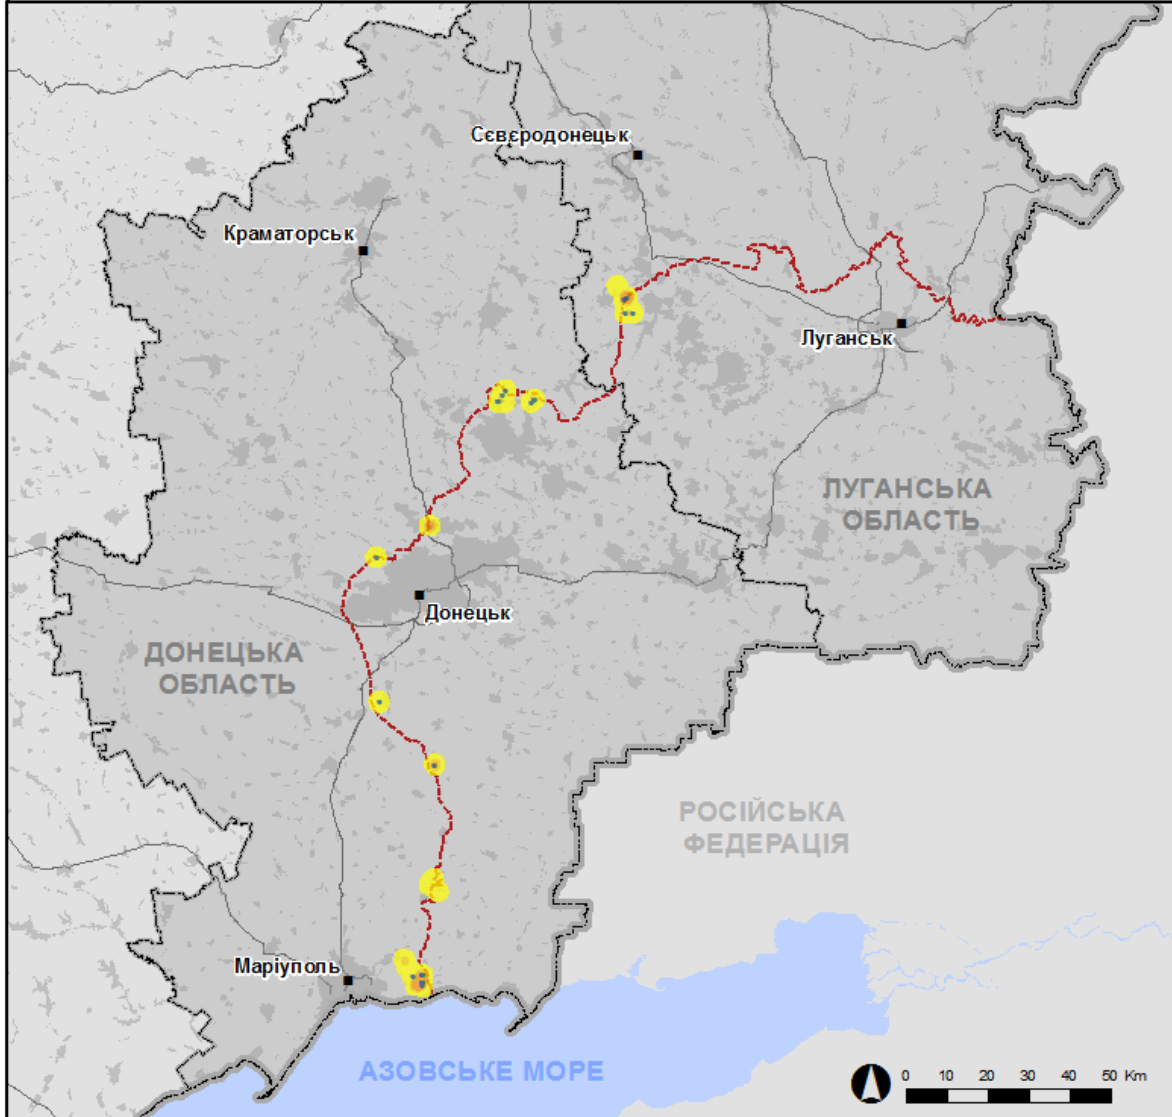 Сєвєродонецьк
Краматорськ
Луганськ
ЛУГАНСЬКА
ОБЛАСТЬ
Донецьк
ДОНЕЦЬКА
ОБЛАСТЬ
РОСІЙСЬКА
ФЕДЕРАЦІЯ
Маріуполь
АЗОВСЬКЕ МОРЕ
0 10 20 30 40 50 Km